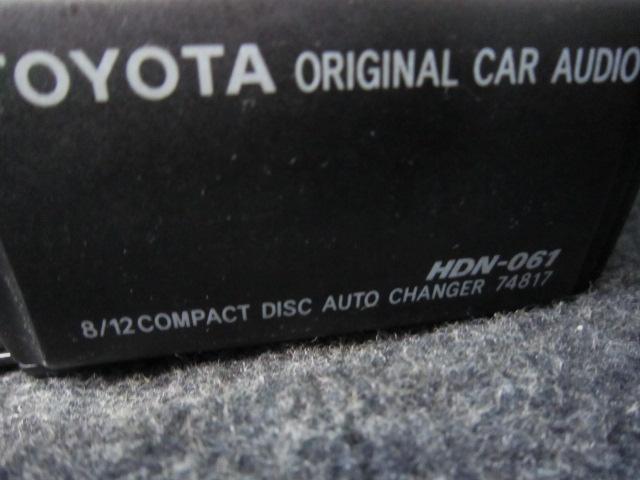 TOYOTA ORIGINAL CAR AUDIO
HDN-061
8/12 COMPACT DISC AUTO CHANGER 74817